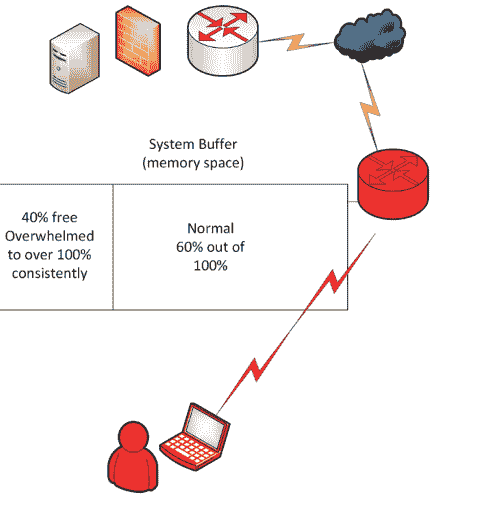 System Buffer
(memory space)
40% free
Overwhelmed
to over 100%
consistently
Normal
60% out of
100%